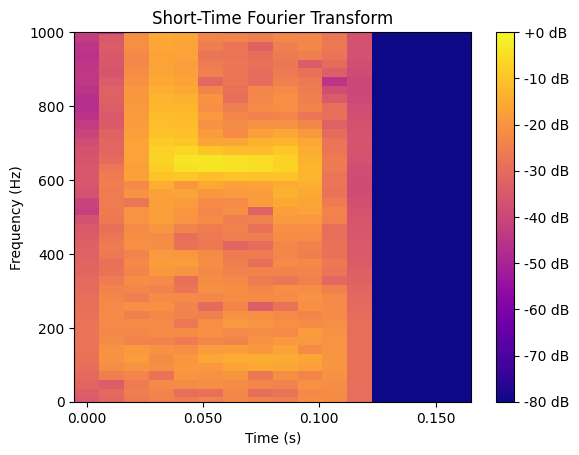 Short-Time Fourier Transform
1000
800
600
400
200
0
Frequency (Hz)
0.000
0.050
0.100
0.150
Time (s)
+0 dB
-10 dB
-20 dB
-30 dB
-40 dB
-50 dB
-60 dB
-70 dB
-80 dB